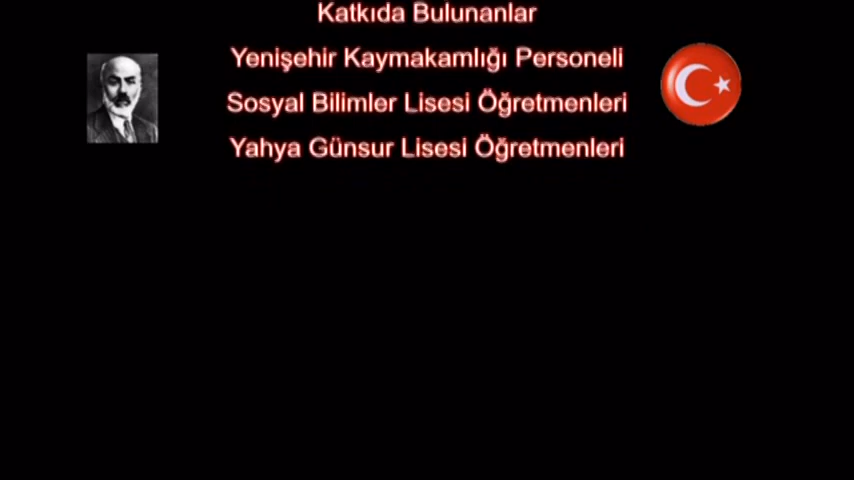 Katkıda Bulunanlar
Yenişehir Kaymakamlığı Personeli
Sosyal Bilimler Lisesi Öğretmenleri
Yahya Günsur Lisesi Öğretmenleri